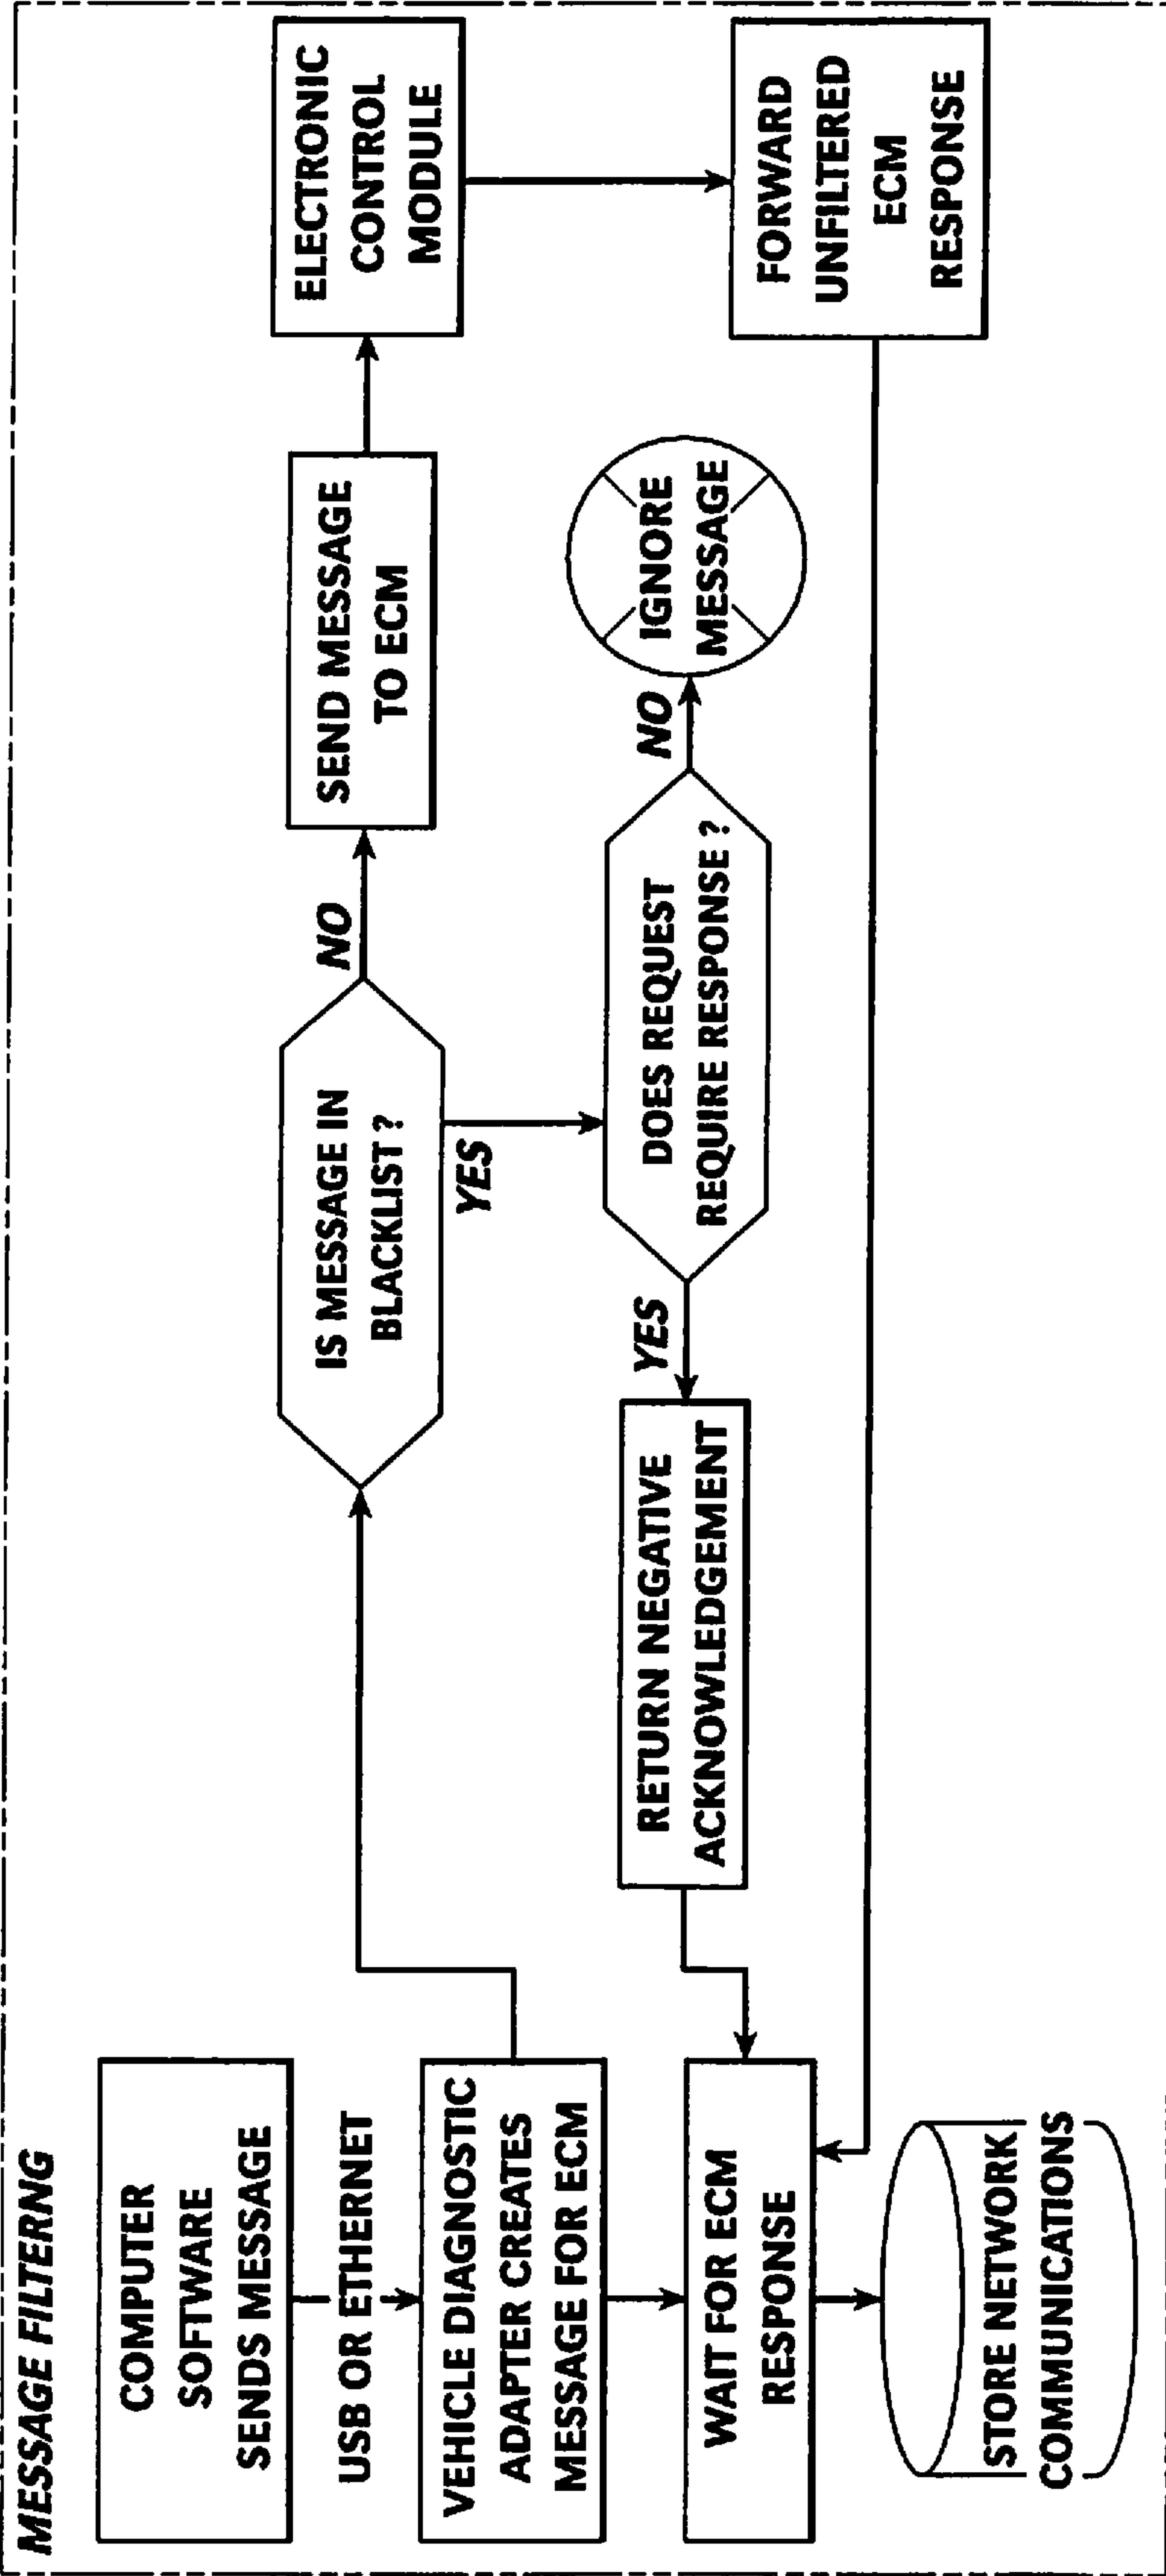 MESSAGE FILTERNG
COMPUTER
SOFTWARE
SENDS MESSAGE
USB OR ETHERNET
VEHICLE DIAGNOSTIC
ADAPTER CREATES
MESSAGE FOR ECM
WAIT FOR ECM
RESPONSE
STORE NETWORK
COMMUNICATIONS
IS MESSAGE IN
BLACKLIST?
NO
YES
SEND MESSAGE
TO ECM
ELECTRONIC
CONTROL
MODULE
DOES REQUEST
REQUIRE RESPONSE?
YES
NO
RETURN NEGATIVE
ACKNOWLEDGEMENT
IGNORE
MESSAGE
FORWARD
UNFILTERED
ECM
RESPONSE